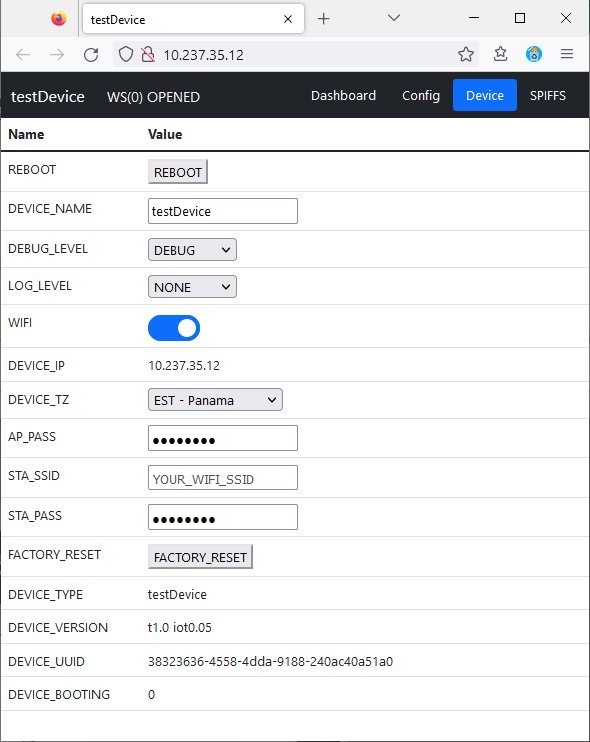 testDevice
10.237.35.12
testDevice WS(0) OPENED Dashboard Config Device SPIFFS
Name Value
REBOOT REBOOT
DEVICE_NAME testDevice
DEBUG_LEVEL DEBUG
LOG_LEVEL NONE
WIFI
DEVICE_IP 10.237.35.12
DEVICE_TZ EST - Panama
AP_PASS ●●●●●●●●
STA_SSID YOUR_WIFI_SSID
STA_PASS ●●●●●●●●
FACTORY_RESET FACTORY_RESET
DEVICE_TYPE testDevice
DEVICE_VERSION t1.0 iot0.05
DEVICE_UUID 38323636-4558-4dda-9188-240ac40a51a0
DEVICE_BOOTING 0